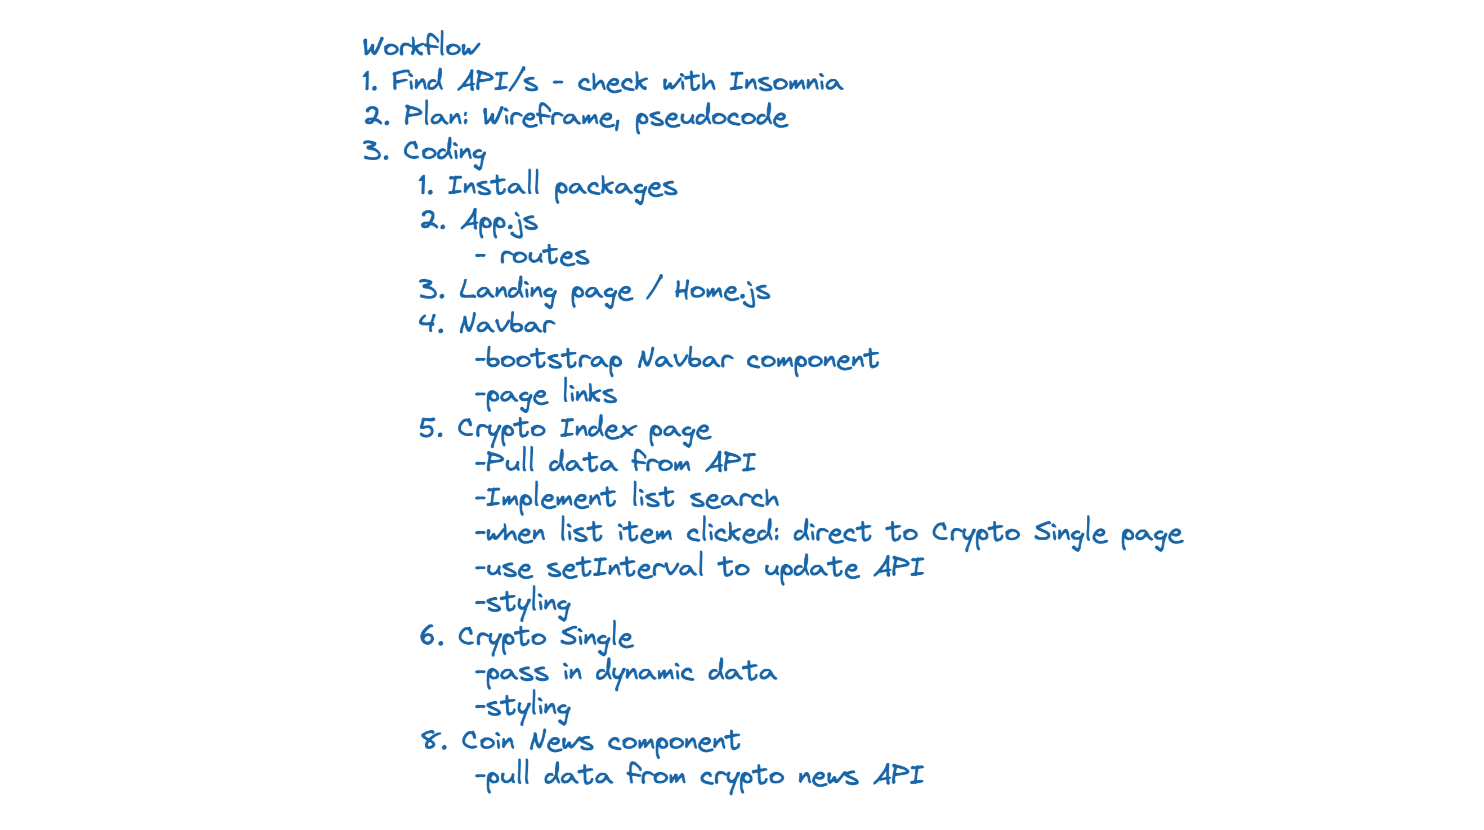 Workflow
1. Find API/s - check with Insomnia
2. Plan: Wireframe, pseudocode
3. Coding
1. Install packages
2. App.js
- routes
3. Landing page / Home.js
4. Navbar
-bootstrap Navbar component
-page links
5. Crypto Index page
-Pull data from API
-Implement list search
-when list item clicked: direct to Crypto Single page
-use setInterval to update API
-styling
6. Crypto Single
-pass in dynamic data
-styling
8. Coin News component
-pull data from crypto news API